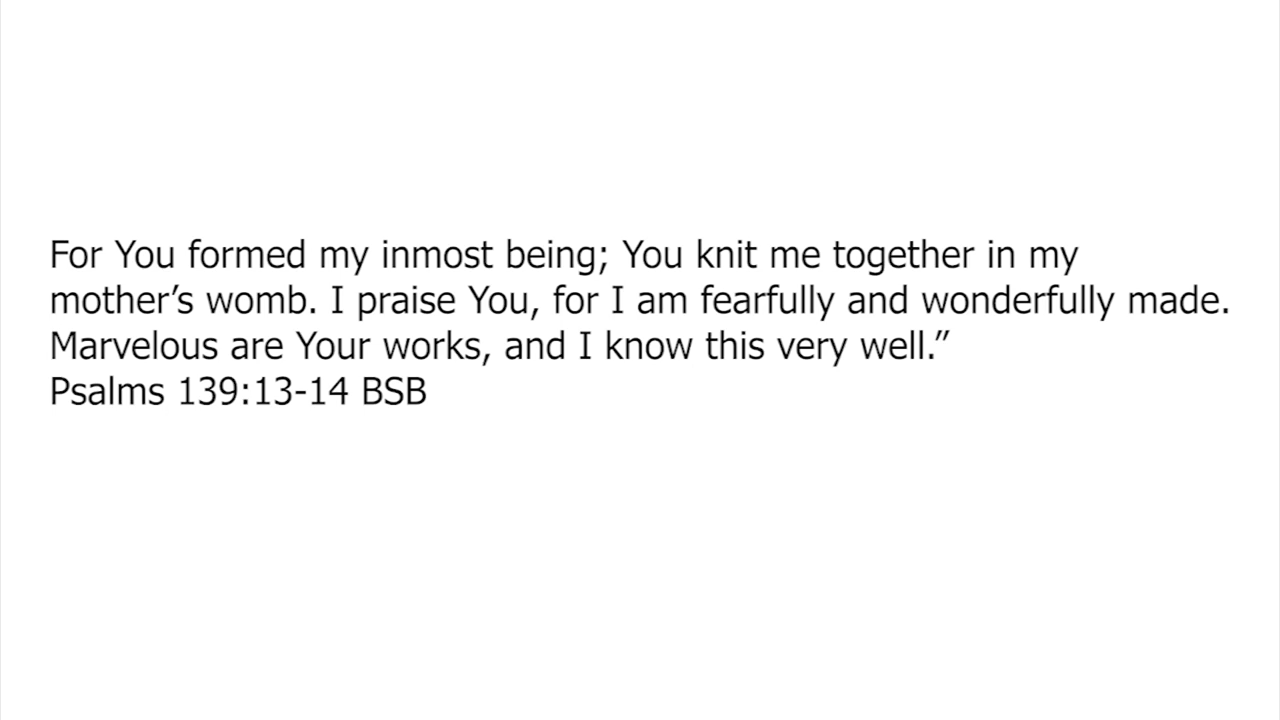 For You formed my inmost being; You knit me together in my
mother’s womb. I praise You, for I am fearfully and wonderfully made.
Marvelous are Your works, and I know this very well.”
Psalms 139:13-14 BSB